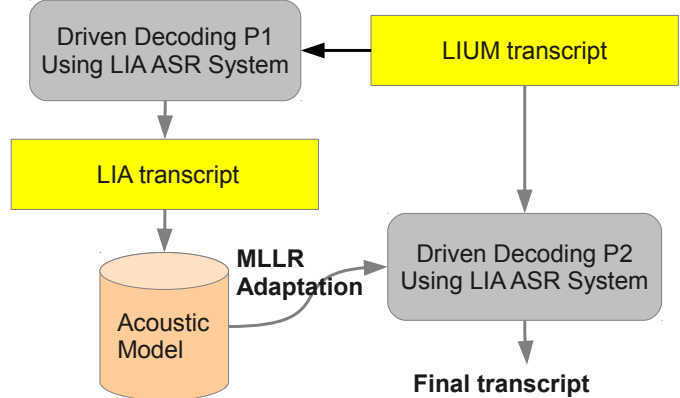 Driven Decoding P1
Using LIA ASR System
LIUM transcript
LIA transcript
MLLR
Adaptation
Driven Decoding P2
Using LIA ASR System
Acoustic
Model
Final transcript